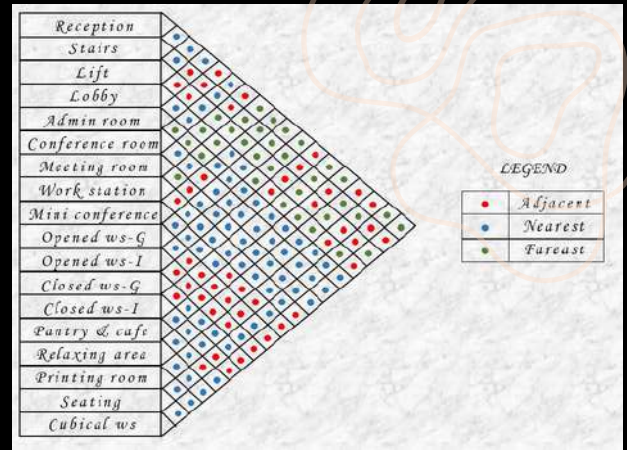 Reception
Stairs
Lift
Lobby
Admin room
Conference room
Meeting room
Work station
Mini conference
Opened ws-G
Opened ws-I
Closed ws-G
Closed ws-I
Pantry & cafe
Relaxing area
Printing room
Seating
Cubical ws
LEGEND
Adjacent
Nearest
Fareast